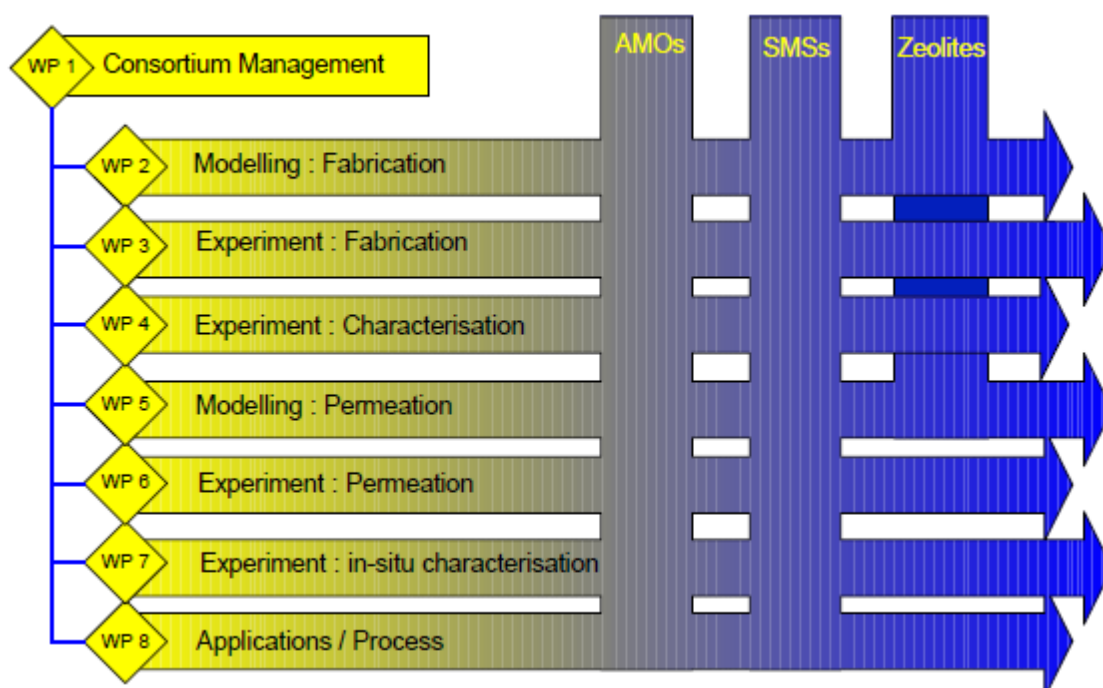 AMOs
SMSs
Zeolites
WP 1
Consortium Management
WP 2
Modelling : Fabrication
WP 3
Experiment : Fabrication
WP 4
Experiment : Characterisation
WP 5
Modelling : Permeation
WP 6
Experiment : Permeation
WP 7
Experiment : in-situ characterisation
WP 8
Applications / Process